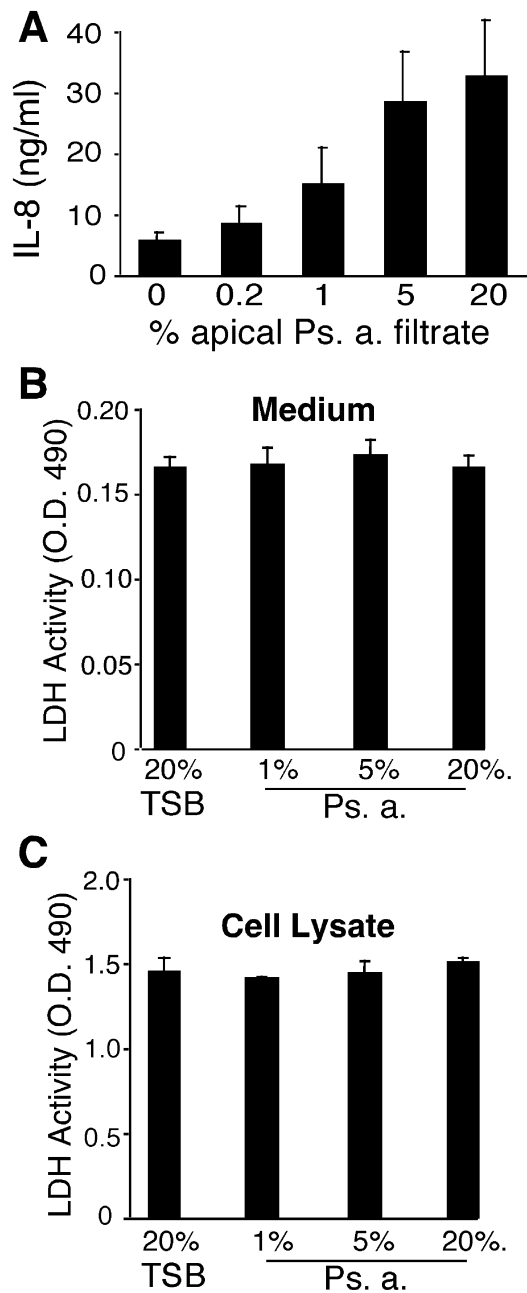 A
IL-8 (ng/ml)
40
30
20
10
0
0 0.2 1 5 20
% apical Ps. a. filtrate
B
Medium
LDH Activity (O.D. 490)
0.20
0.15
0.10
0.05
0
20% 1% 5% 20%.
TSB Ps. a.
C
Cell Lysate
LDH Activity (O.D. 490)
2.0
1.5
1.0
0.5
0
20% 1% 5% 20%.
TSB Ps. a.